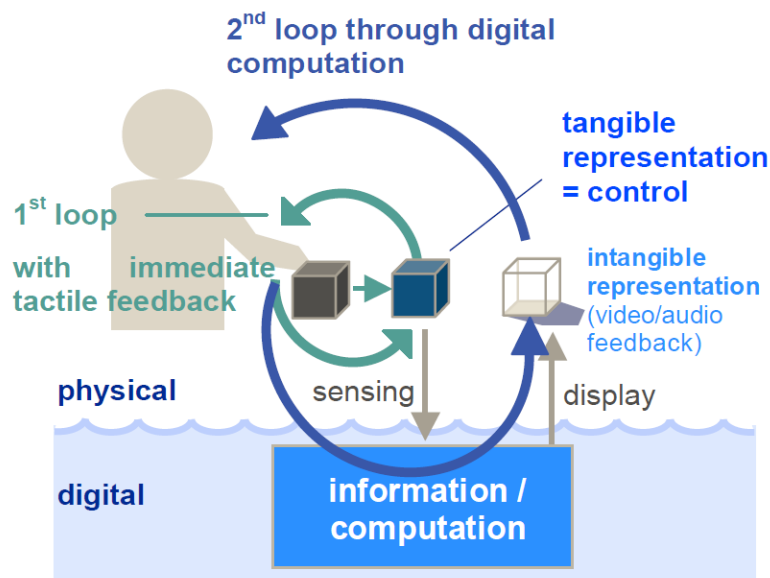 2nd loop through digital
computation
tangible
representation
= control
1st loop
with immediate
tactile feedback
intangible
representation
(video/audio
feedback)
sensing
display
physical
digital
information /
computation